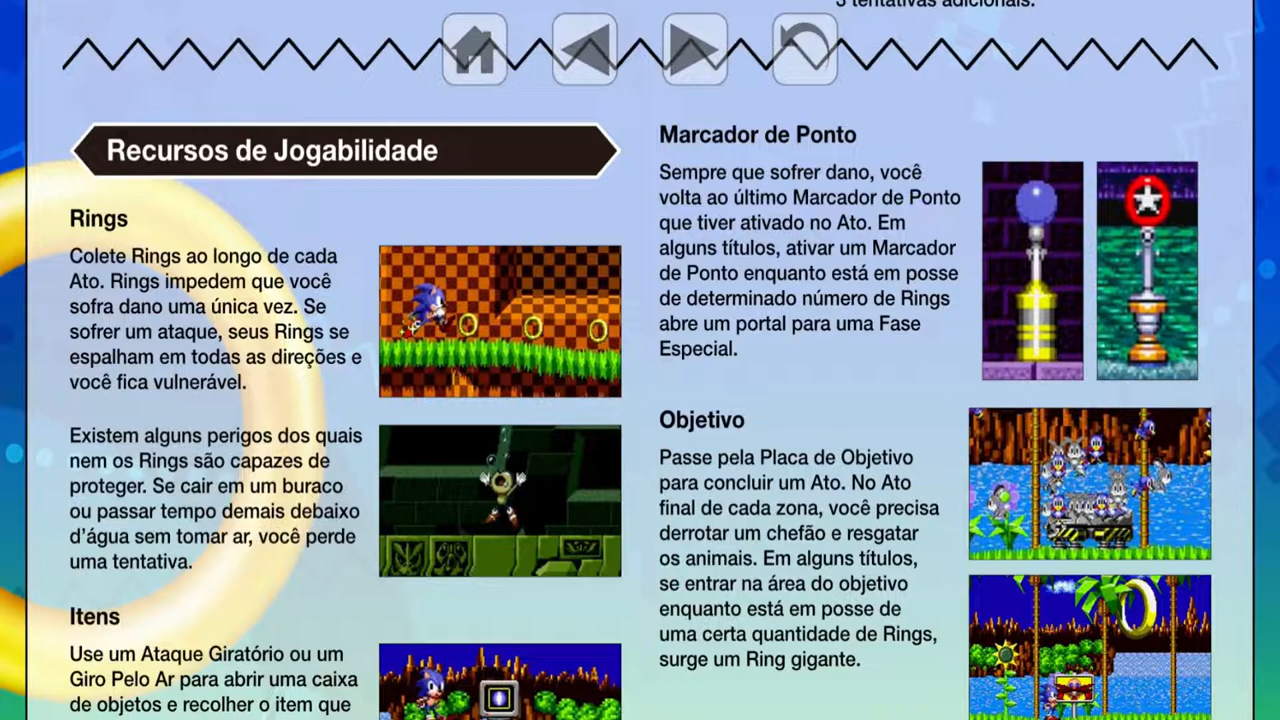 3 tentativas adicionais.
Recursos de Jogabilidade
Rings
Colete Rings ao longo de cada
Ato. Rings impedem que você
sofra dano uma única vez. Se
sofrer um ataque, seus Rings se
espalham em todas as direções e
você fica vulnerável.
Existem alguns perigos dos quais
nem os Rings são capazes de
proteger. Se cair em um buraco
ou passar tempo demais debaixo
d'água sem tomar ar, você perde
uma tentativa.
Itens
Use um Ataque Giratório ou um
Giro Pelo Ar para abrir uma caixa
de objetos e recolher o item que
Marcador de Ponto
Sempre que sofrer dano, você
volta ao último Marcador de Ponto
que tiver ativado no Ato. Em
alguns títulos, ativar um Marcador
de Ponto enquanto está em posse
de determinado número de Rings
abre um portal para uma Fase
Especial.
Objetivo
Passe pela Placa de Objetivo
para concluir um Ato. No Ato
final de cada zona, você precisa
derrotar um chefão e resgatar
os animais. Em alguns títulos,
se entrar na área do objetivo
enquanto está em posse de
uma certa quantidade de Rings,
surge um Ring gigante.